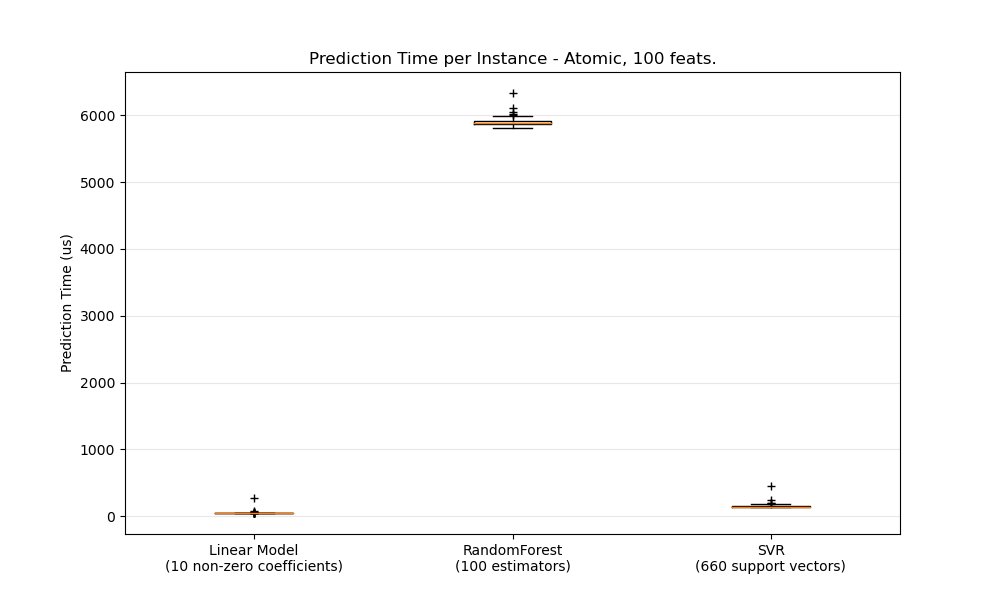 Prediction Time per Instance - Atomic, 100 feats.
Prediction Time (us)
6000
5000
4000
3000
2000
1000
0
Linear Model
(10 non-zero coefficients)
RandomForest
(100 estimators)
SVR
(660 support vectors)